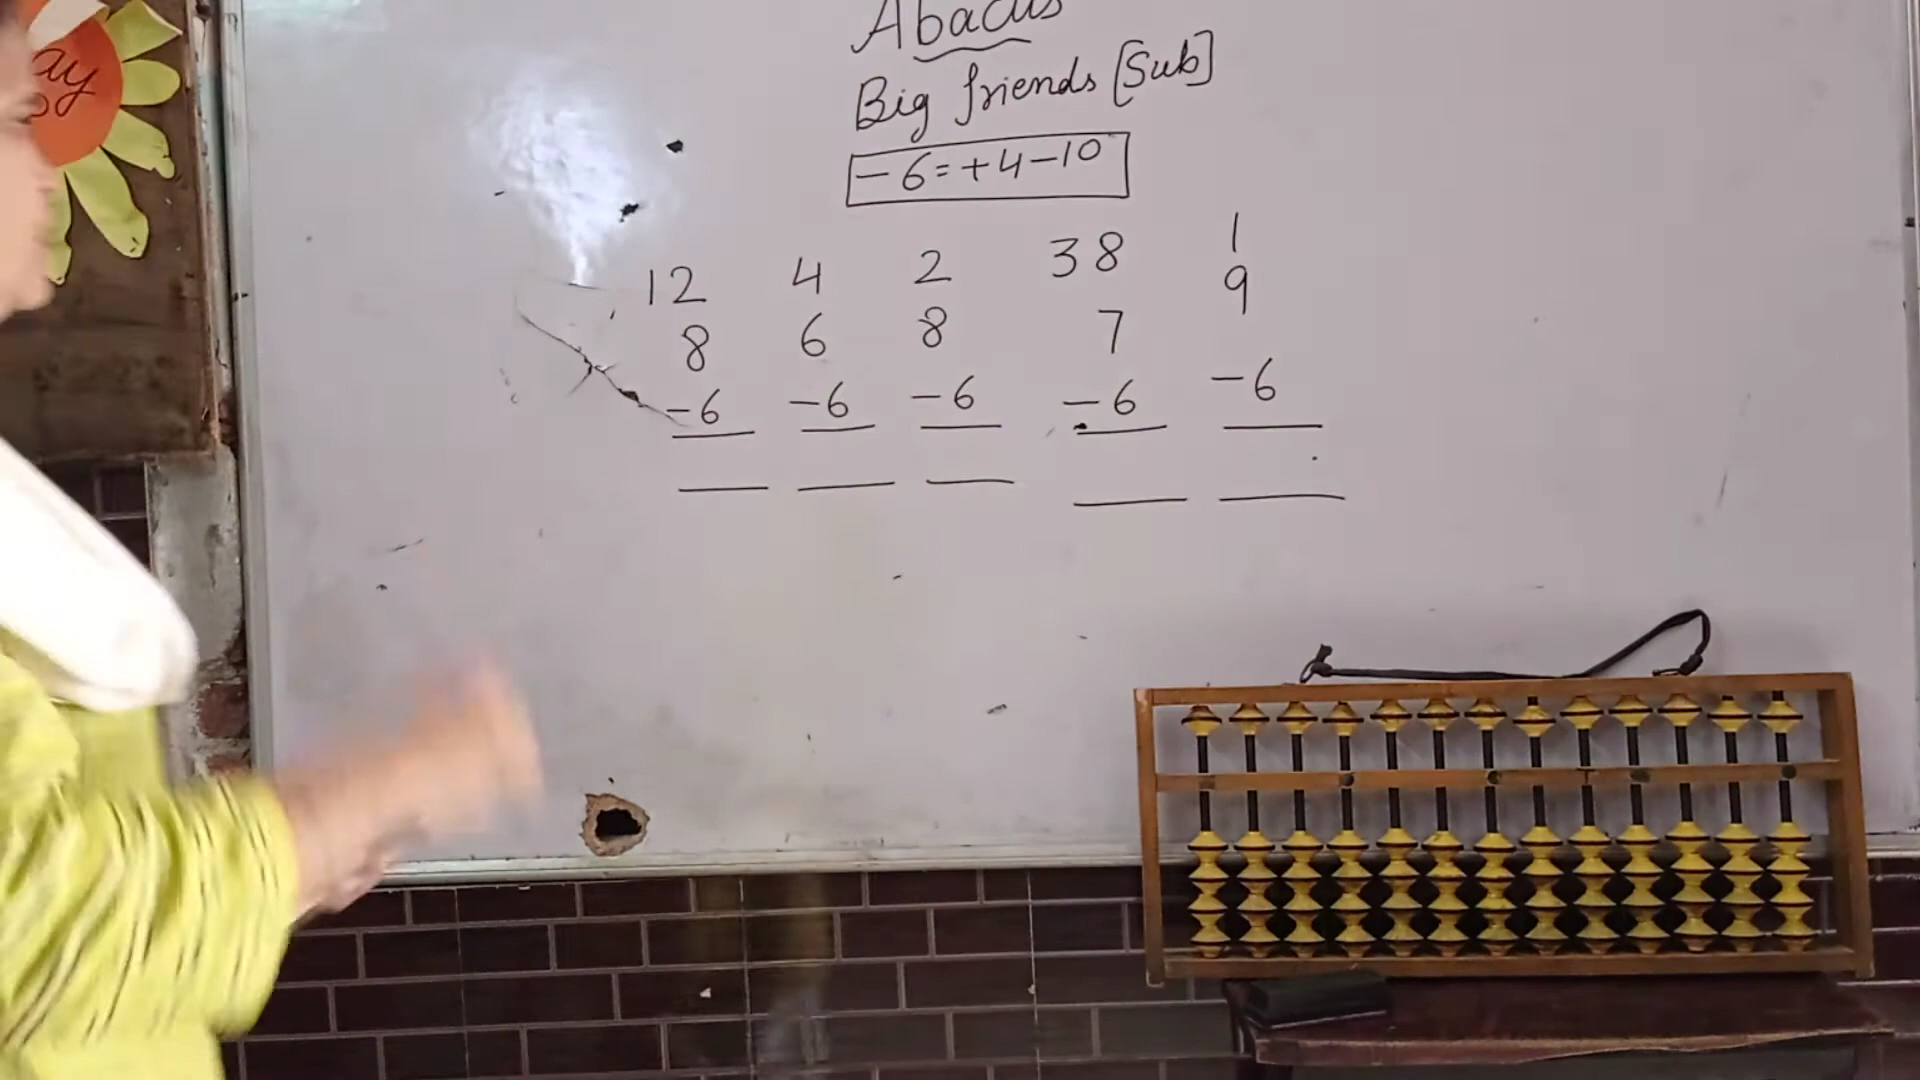 ay
Abacus
Big friends [Sub]
-6=+4-10
12 4 2 38 1
8 6 8 7 9
-6 -6 -6 -6 -6